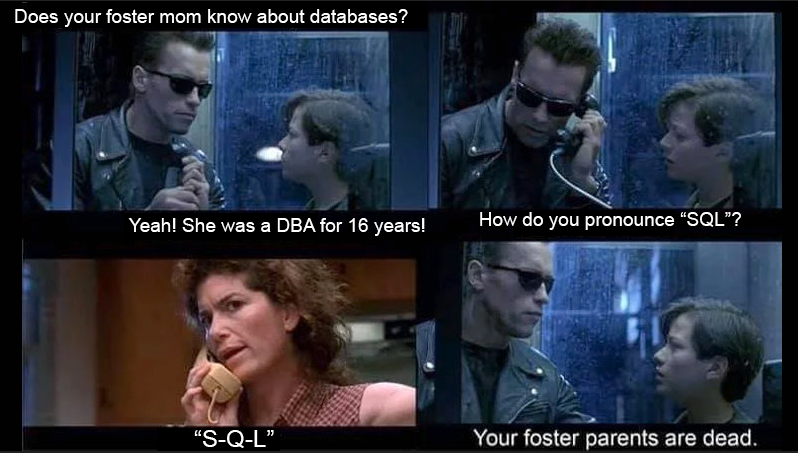 Does your foster mom know about databases?
Yeah! She was a DBA for 16 years!
How do you pronounce “SQL”?
“S-Q-L”
Your foster parents are dead.